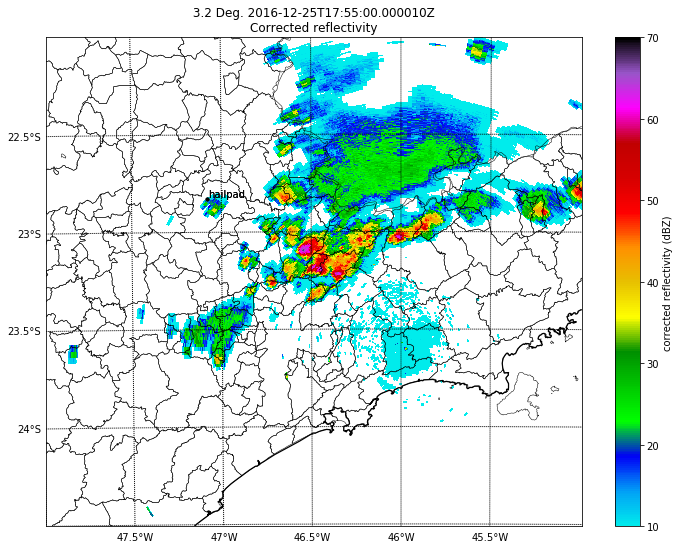 3.2 Deg. 2016-12-25T17:55:00.000010Z
Corrected reflectivity
hailpad
22.5°S
23°S
23.5°S
24°S
47.5°W
47°W
46.5°W
46°W
45.5°W
70
60
50
40
30
20
10
corrected reflectivity (dBZ)